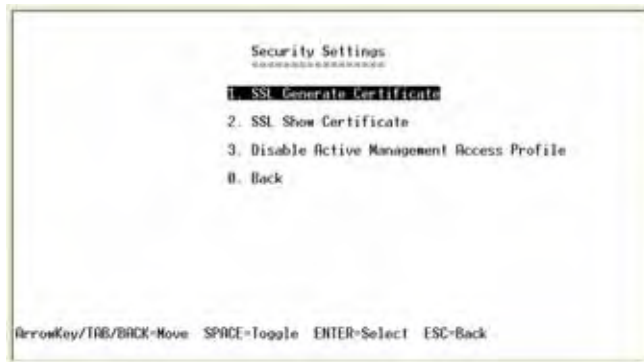 Security Settings
=================
1. SSL Generate Certificate
2. SSL Show Certificate
3. Disable Active Management Access Profile
0. Back
ArrowKey/TAB/BACK=Move SPACE=Toggle ENTER=Select ESC=Back